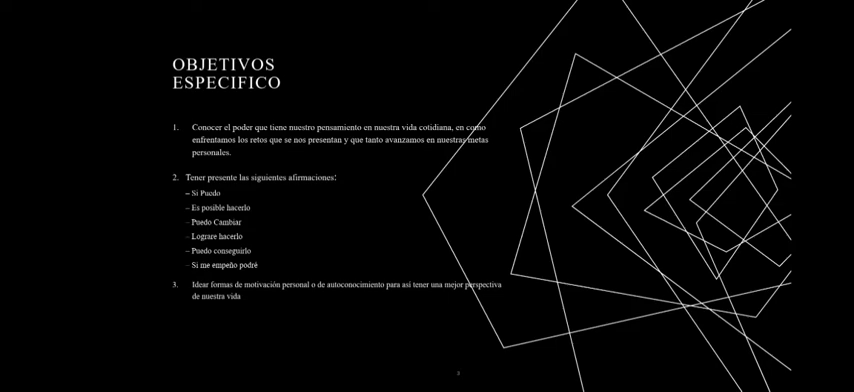 OBJETIVOS
ESPECIFICO
1. Conocer el poder que tiene nuestro pensamiento en nuestra vida cotidiana, en como
enfrentamos los retos que se nos presentan y que tanto avanzamos en nuestras metas
personales.
2. Tener presente las siguientes afirmaciones:
– Si Puedo
– Es posible hacerlo
– Puedo Cambiar
– Lograre hacerlo
– Puedo conseguirlo
– Si me empeño podré
3. Idear formas de motivación personal o de autoconocimiento para asi tener una mejor perspectiva
de nuestra vida
3